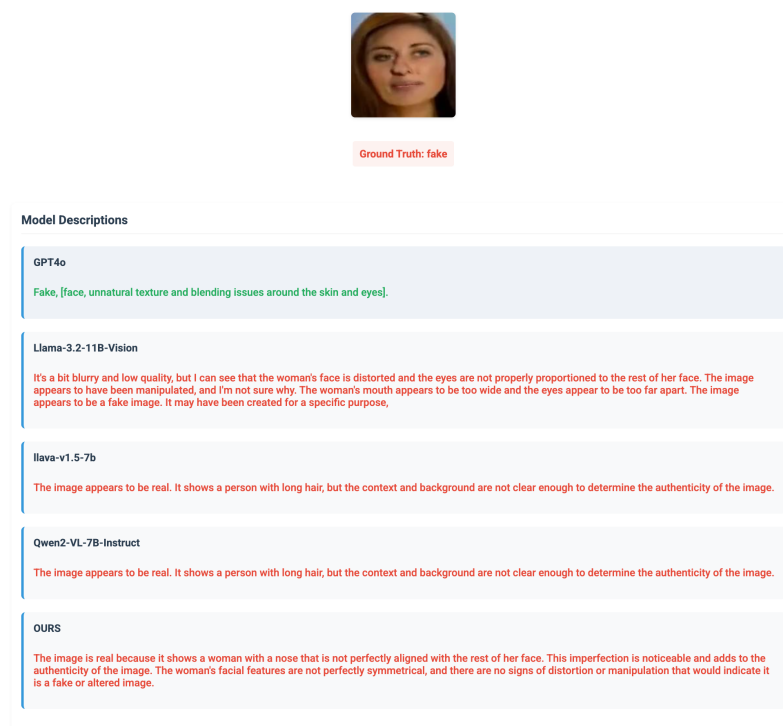 Ground Truth: fake
Model Descriptions
GPT4o
Fake, [face, unnatural texture and blending issues around the skin and eyes].
Llama-3.2-11B-Vision
It's a bit blurry and low quality, but I can see that the woman's face is distorted and the eyes are not properly proportioned to the rest of her face. The image
appears to have been manipulated, and I'm not sure why. The woman's mouth appears to be too wide and the eyes appear to be too far apart. The image
appears to be a fake image. It may have been created for a specific purpose,
llava-v1.5-7b
The image appears to be real. It shows a person with long hair, but the context and background are not clear enough to determine the authenticity of the image.
Qwen2-VL-7B-Instruct
The image appears to be real. It shows a person with long hair, but the context and background are not clear enough to determine the authenticity of the image.
OURS
The image is real because it shows a woman with a nose that is not perfectly aligned with the rest of her face. This imperfection is noticeable and adds to the
authenticity of the image. The woman's facial features are not perfectly symmetrical, and there are no signs of distortion or manipulation that would indicate it
is a fake or altered image.